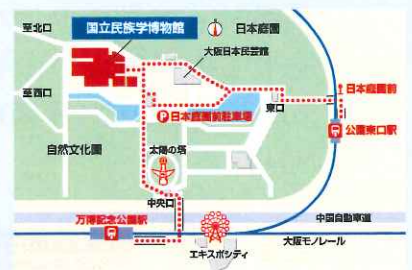 至北口
国立民族学博物館
日本庭園
大阪日本民芸館
至西口
日本庭園前
P日本庭園前駐車場
東口
公園東口駅
自然文化園
太陽の塔
中央口
万博記念公園駅
中国自動車道
大阪モノレール
エキスポシティ